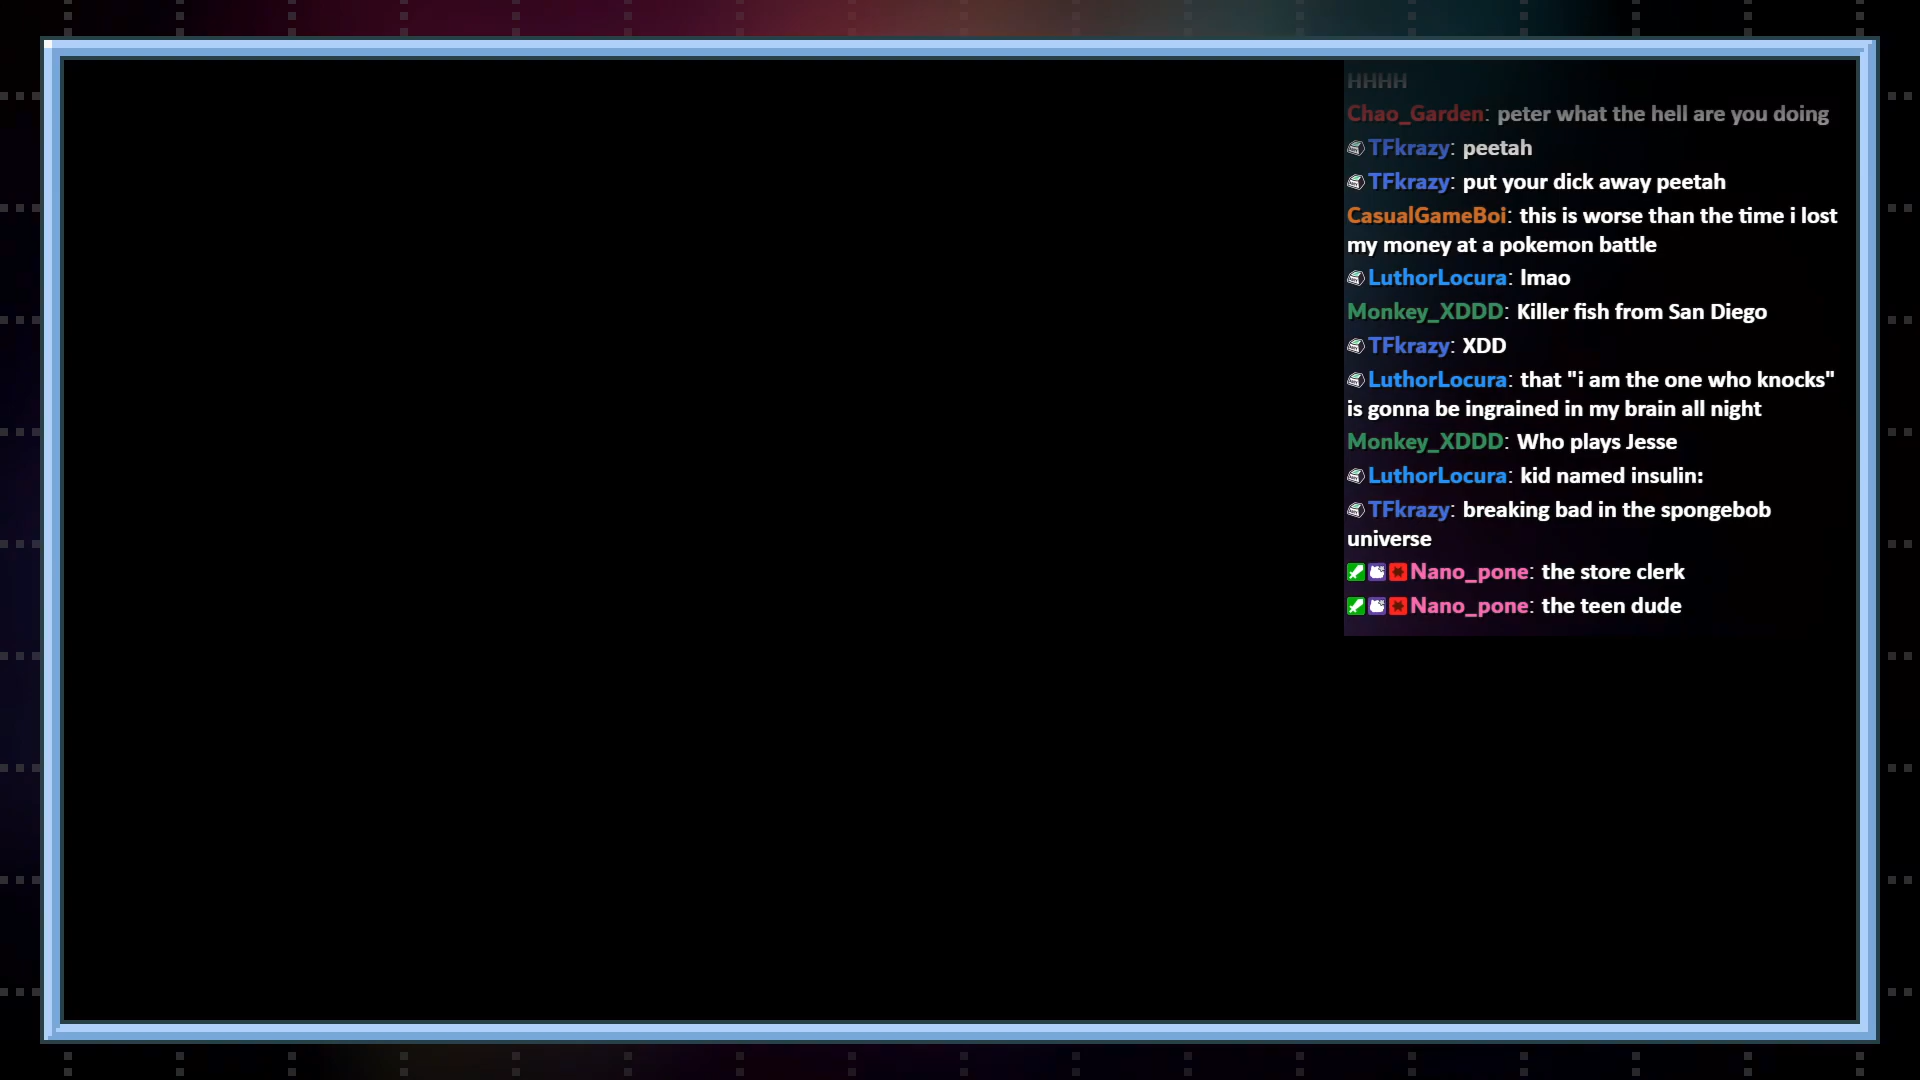 HHHH
Chao_Garden: peter what the hell are you doing
TFkrazy: peetah
TFkrazy: put your dick away peetah
CasualGameBoi: this is worse than the time i lost
my money at a pokemon battle
LuthorLocura: lmao
Monkey_XDDD: Killer fish from San Diego
TFkrazy: XDD
LuthorLocura: that "i am the one who knocks"
is gonna be ingrained in my brain all night
Monkey_XDDD: Who plays Jesse
LuthorLocura: kid named insulin:
TFkrazy: breaking bad in the spongebob
universe
Nano_pone: the store clerk
Nano_pone: the teen dude